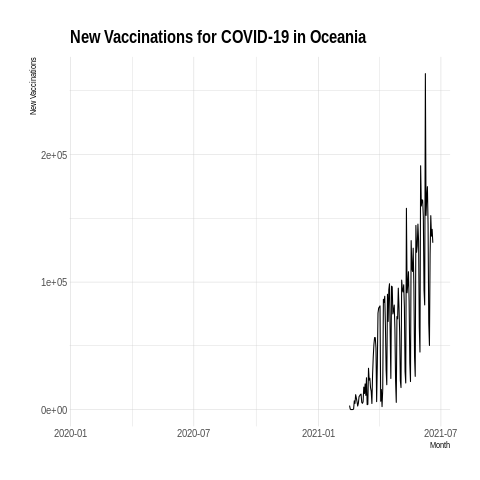 New Vaccinations for COVID-19 in Oceania
New Vaccinations
2e+05
1e+05
0e+00
2020-01 2020-07 2021-01 2021-07
Month